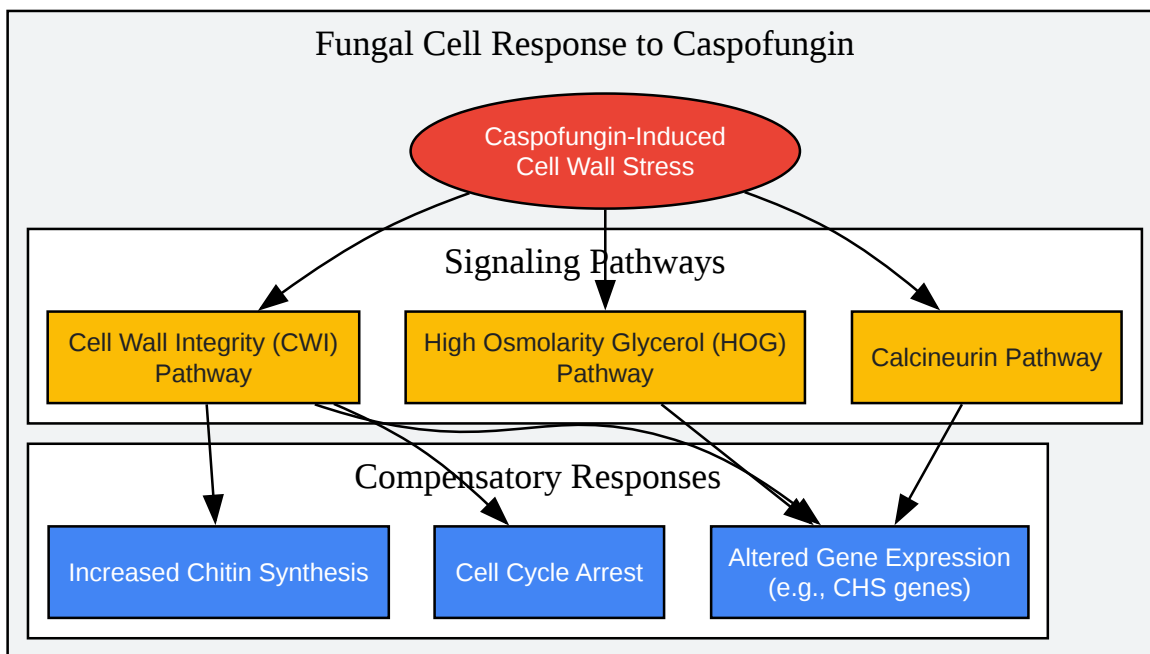 Fungal Cell Response to Caspofungin
Caspofungin-Induced
Cell Wall Stress
Signaling Pathways
Cell Wall Integrity (CWI)
Pathway
High Osmolarity Glycerol (HOG)
Pathway
Calcineurin Pathway
Compensatory Responses
Increased Chitin Synthesis
Cell Cycle Arrest
Altered Gene Expression
(e.g., CHS genes)